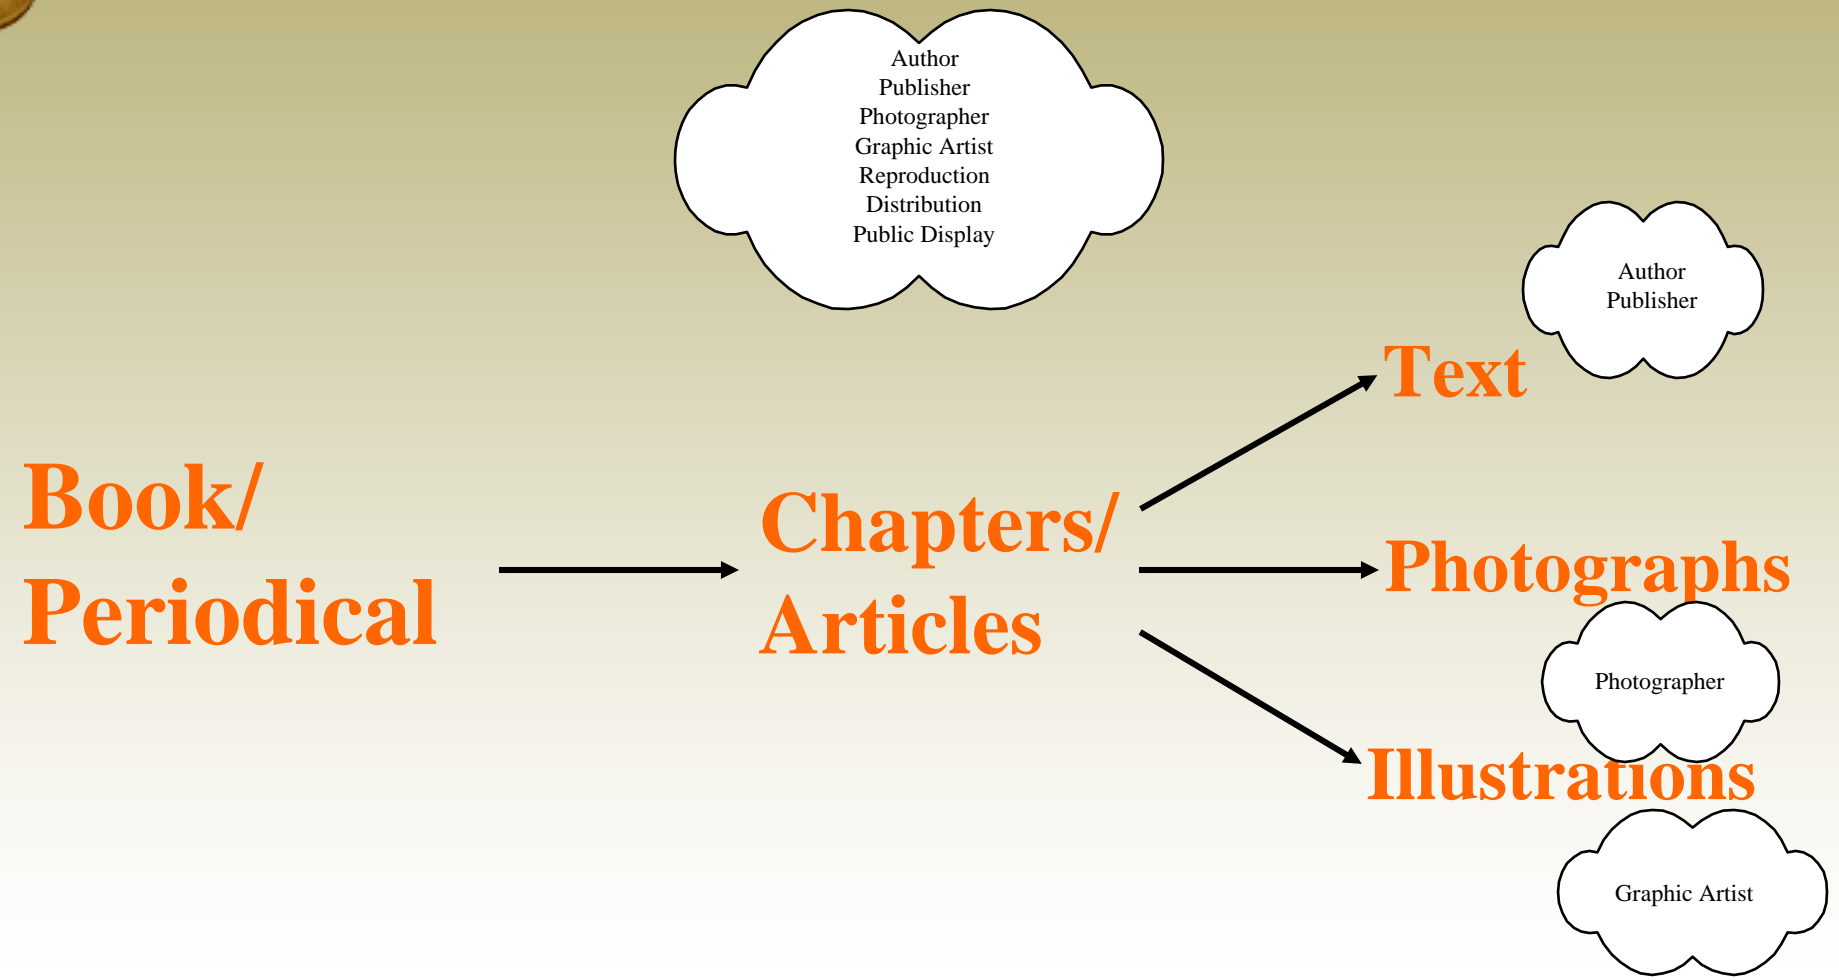 Author
Publisher
Photographer
Graphic Artist
Reproduction
Distribution
Public Display
Author
Publisher
Text
Book/
Periodical
Chapters/
Articles
Photographs
Photographer
Illustrations
Graphic Artist